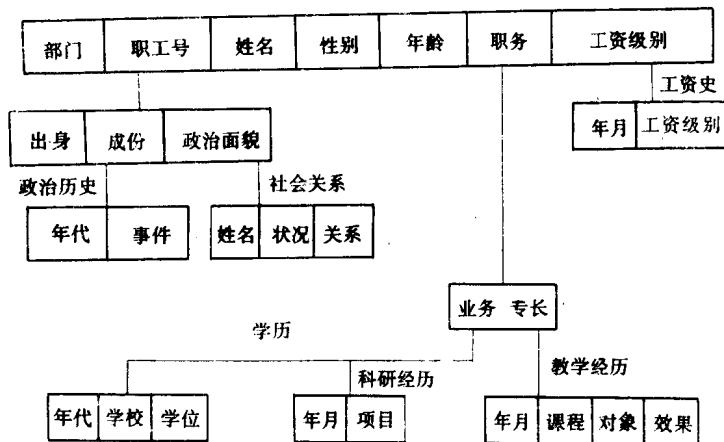 部门 职工号 姓名 性别 年龄 职务 工资级别
工资史
年月 工资级别
出身 成份 政治面貌
政治历史 社会关系
年代 事件 姓名 状况 关系
业务 专长
学历
科研经历 教学经历
年代 学校 学位 年月 项目 年月 课程 对象 效果